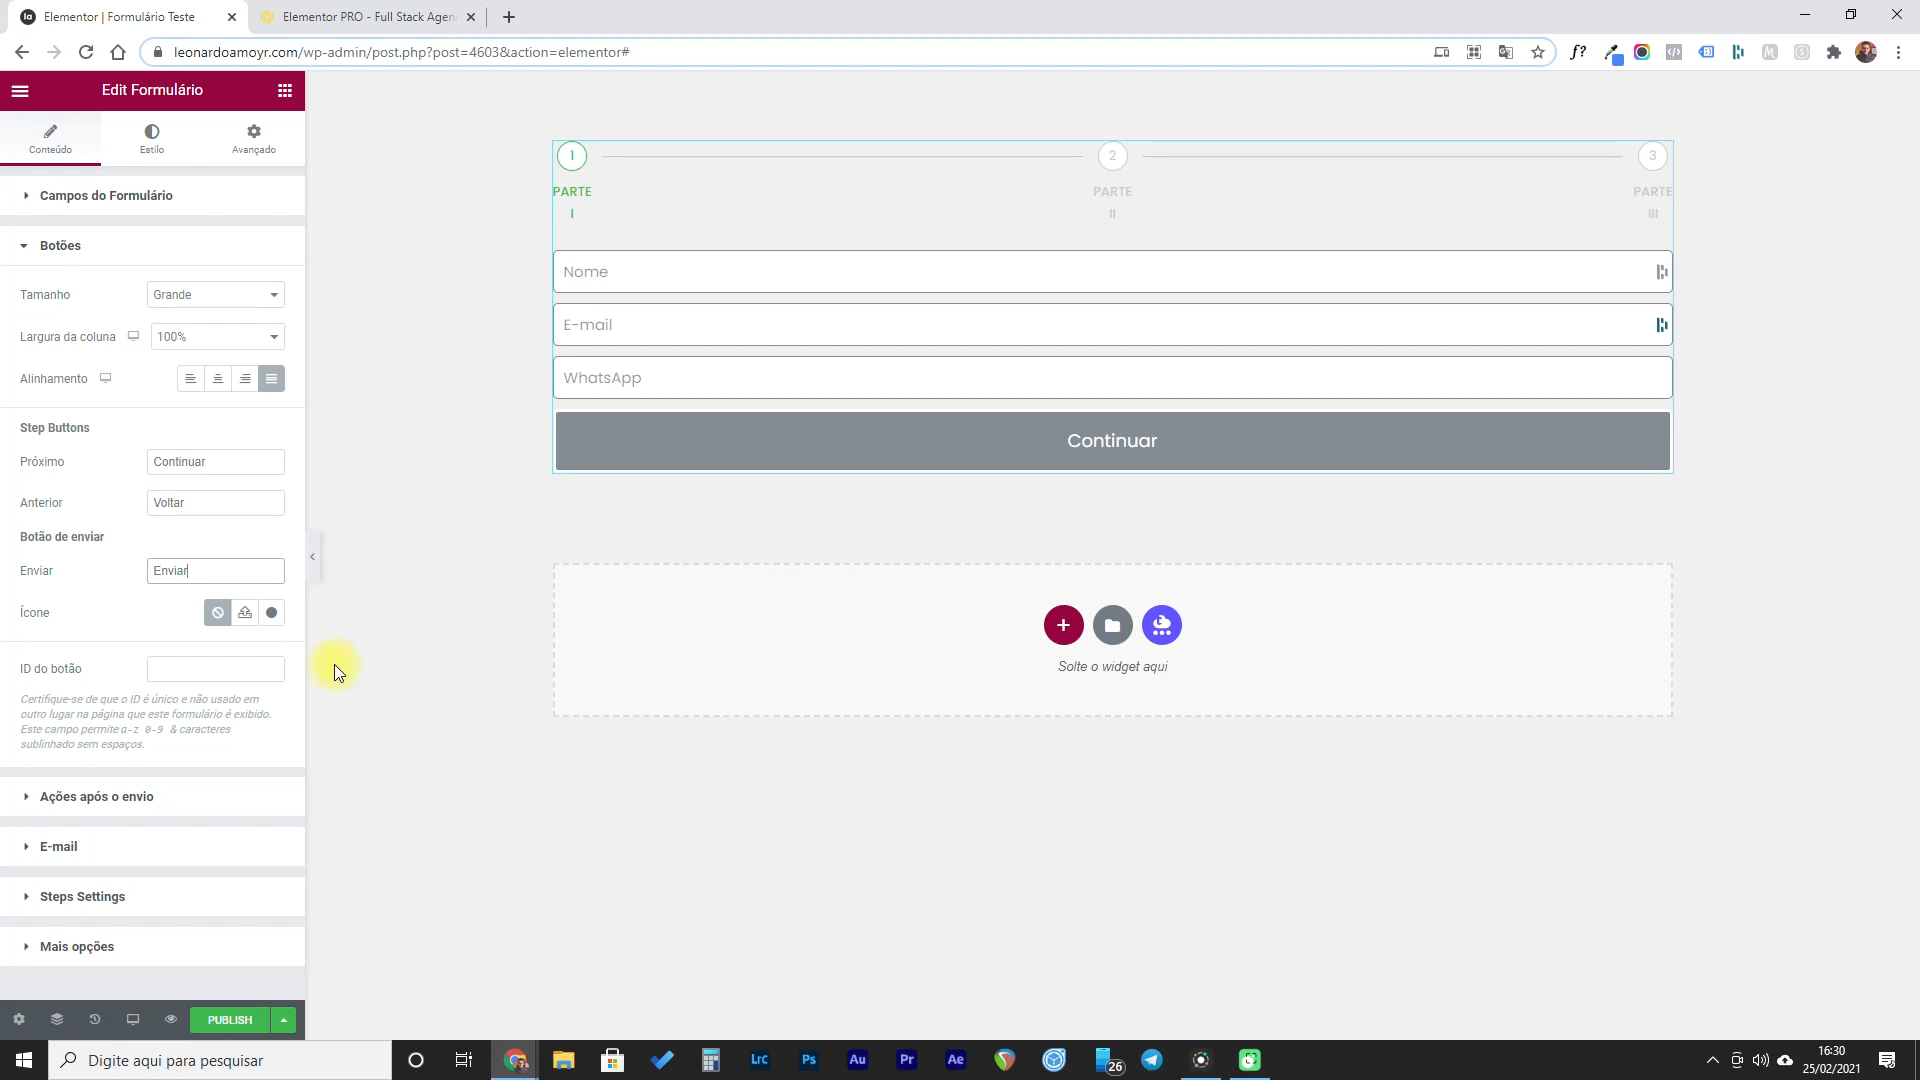 Elementor | Formulário Teste
Elementor PRO - Full Stack Agen
leonardoamoyr.com/wp-admin/post.php?post=4603&action=elementor#
f?
Edit Formulário
Conteúdo
Estilo
Avançado
Campos do Formulário
Botões
Tamanho
Grande
Largura da coluna
100%
Alinhamento
Step Buttons
Próximo
Continuar
Anterior
Voltar
Botão de enviar
Enviar
Enviar
Ícone
ID do botão
Certifique-se de que o ID é único e não usado em
outro lugar na página que este formulário é exibido.
Este campo permite a-z 0-9 & caracteres
sublinhado sem espaços.
Ações após o envio
E-mail
Steps Settings
Mais opções
PUBLISH
1
2
3
PARTE
I
PARTE
II
PARTE
III
Nome
E-mail
WhatsApp
Continuar
Solte o widget aqui
Digite aqui para pesquisar
Lrc
Ps
Au
Pr
Ae
26
16:30
25/02/2021